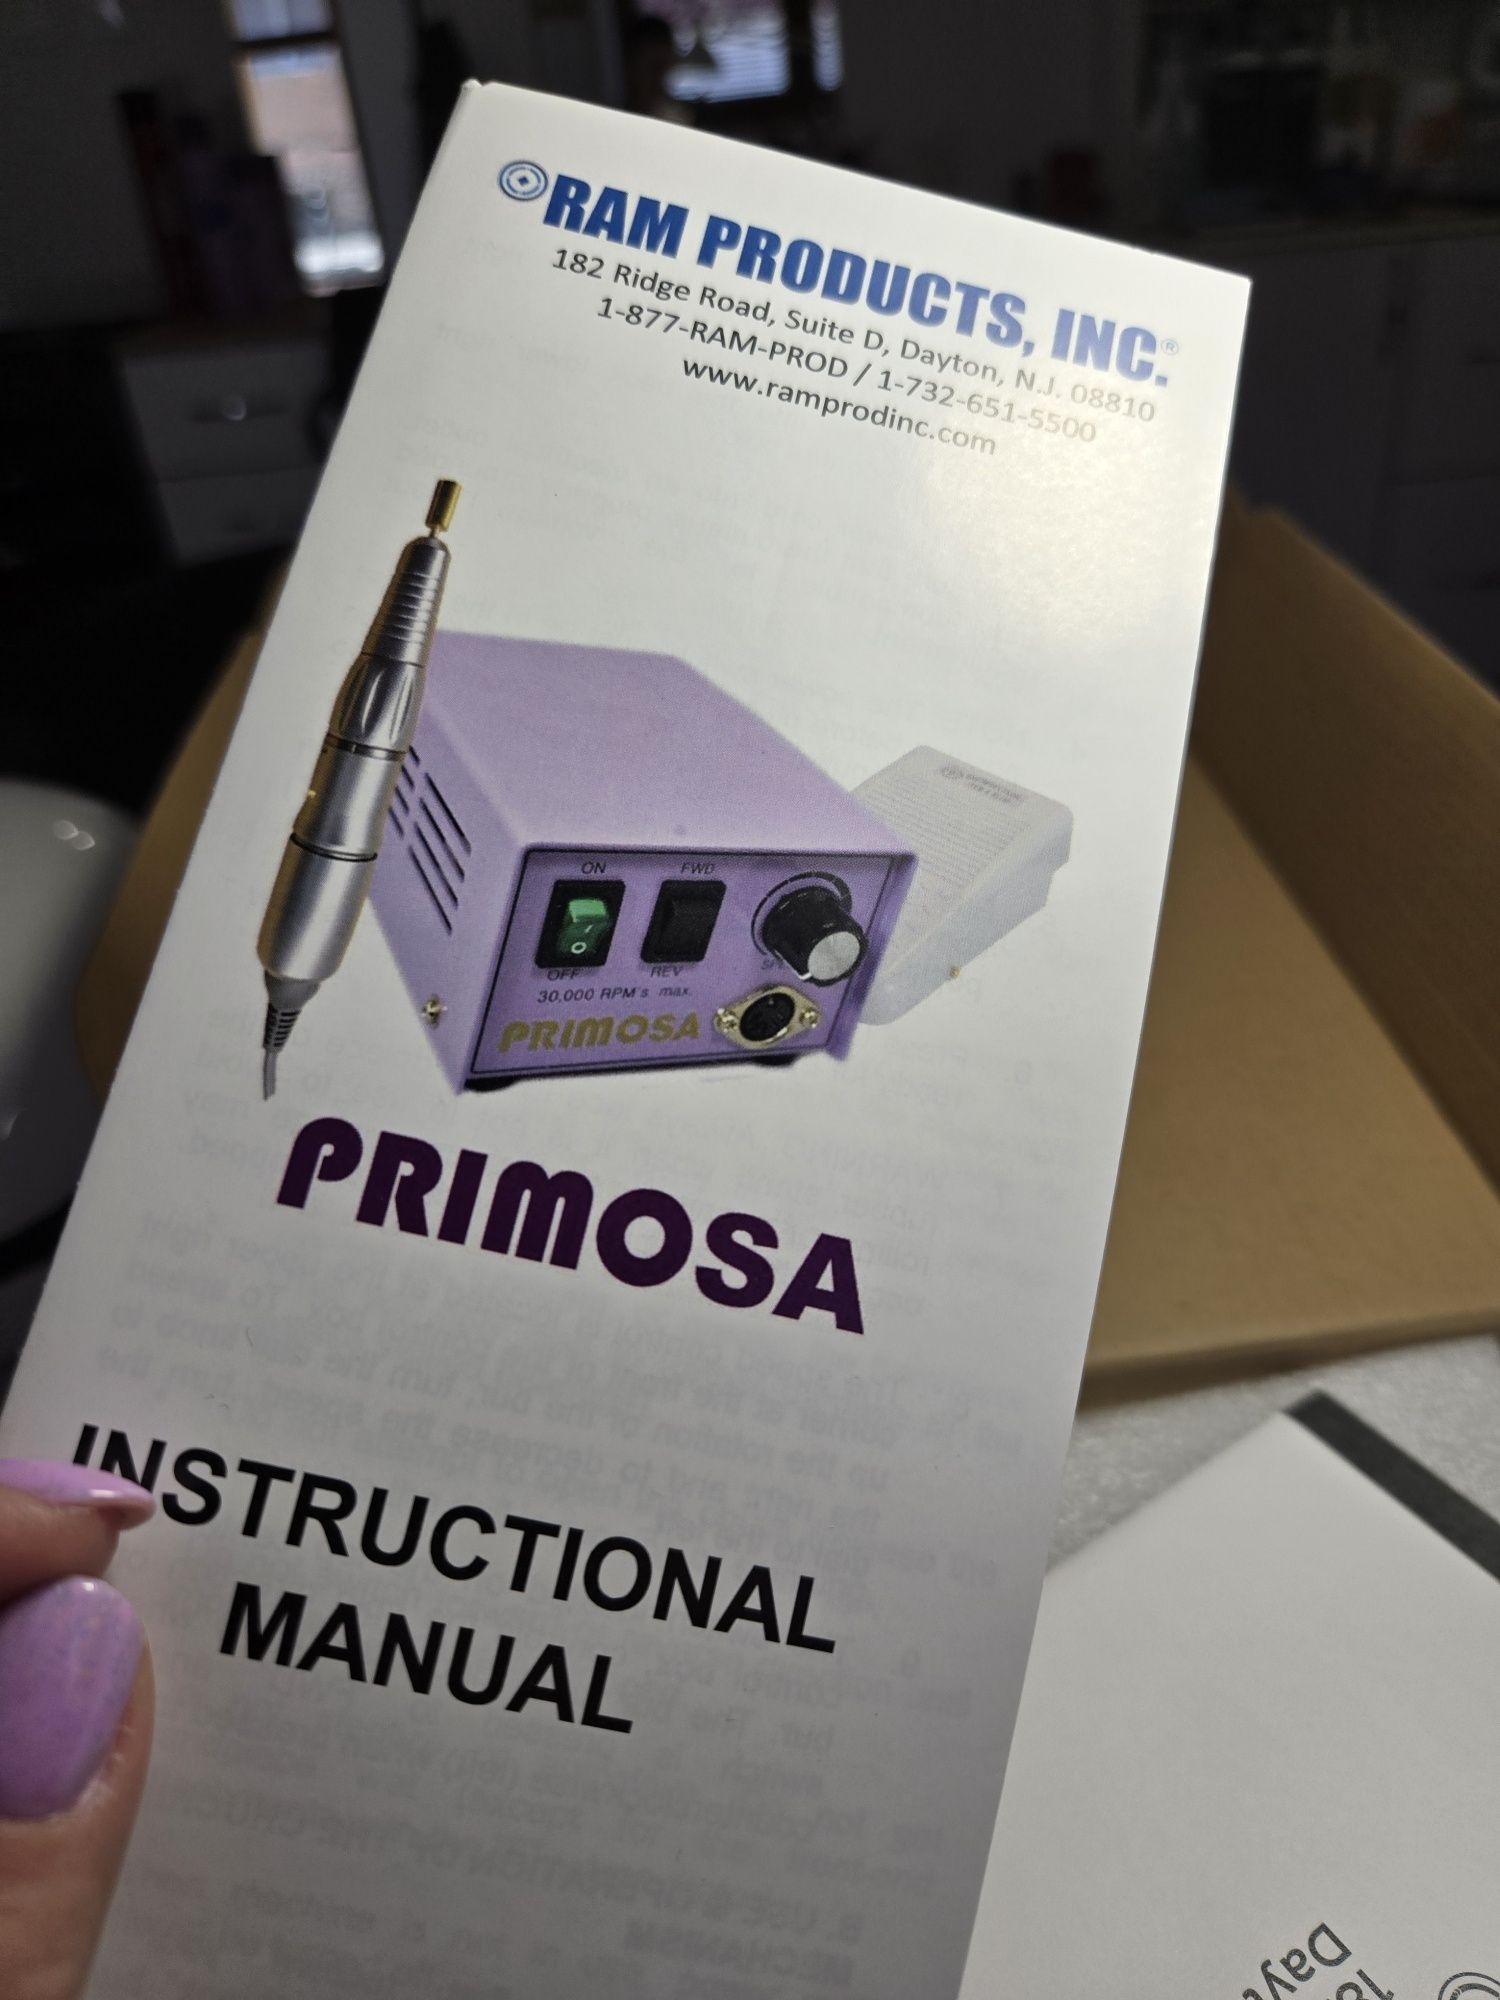 RAM PRODUCTS, INC.®
182 Ridge Road, Suite D, Dayton, N.J. 08810
1-877-RAM-PROD / 1-732-651-5500
www.ramprodinc.com
ON
FWD
OFF
REV
30,000 RPM's max.
PRIMOSA
PRIMOSA
INSTRUCTIONAL
MANUAL